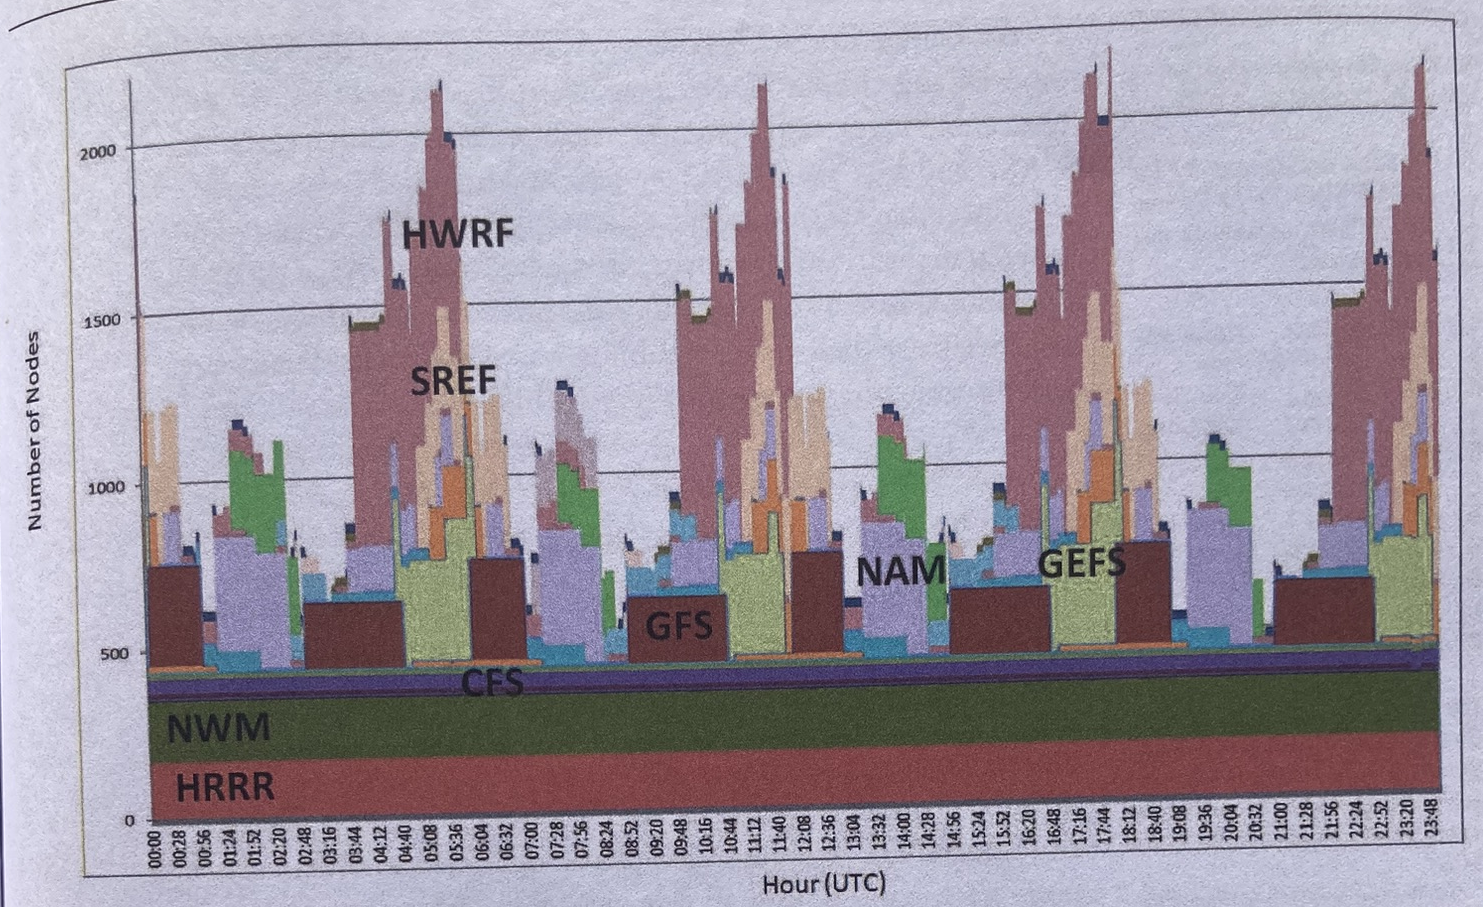 2000
HWRF
1500
SREF
Number of Nodes
1000
NAM
GEFS
GFS
500
CFS
NWM
HRRR
0
00:00 00:28 00:56 01:24 01:52 02:20 02:48 03:16 03:44 04:12 04:40 05:08 05:36 06:04 06:32 07:00 07:28 07:56 08:24 08:52 09:20 09:48 10:16 10:44 11:12 11:40 12:08 12:36 13:04 13:32 14:00 14:28 14:56 15:24 15:52 16:20 16:48 17:16 17:44 18:12 18:40 19:08 19:36 20:04 20:32 21:00 21:28 21:56 22:24 22:52 23:20 23:48
Hour (UTC)